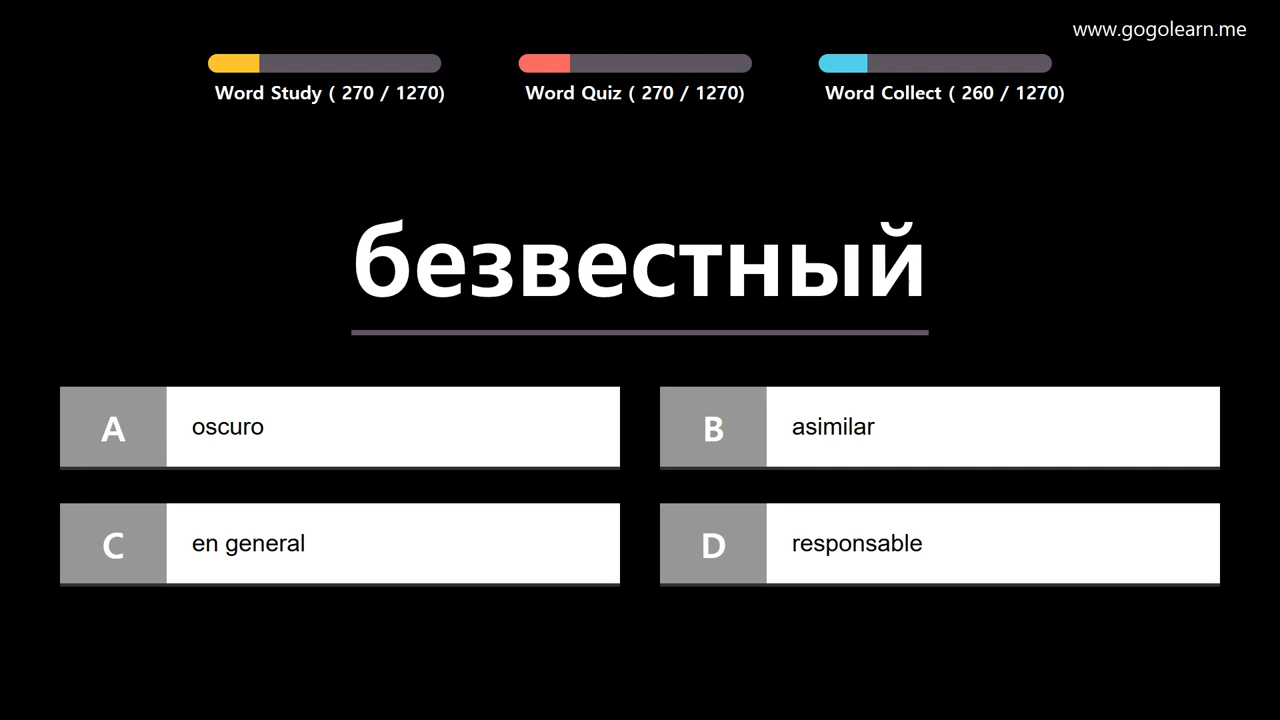 www.gogolearn.me
Word Study ( 270 / 1270)
Word Quiz ( 270 / 1270)
Word Collect ( 260 / 1270)
безвестный
A
oscuro
B
asimilar
C
en general
D
responsable